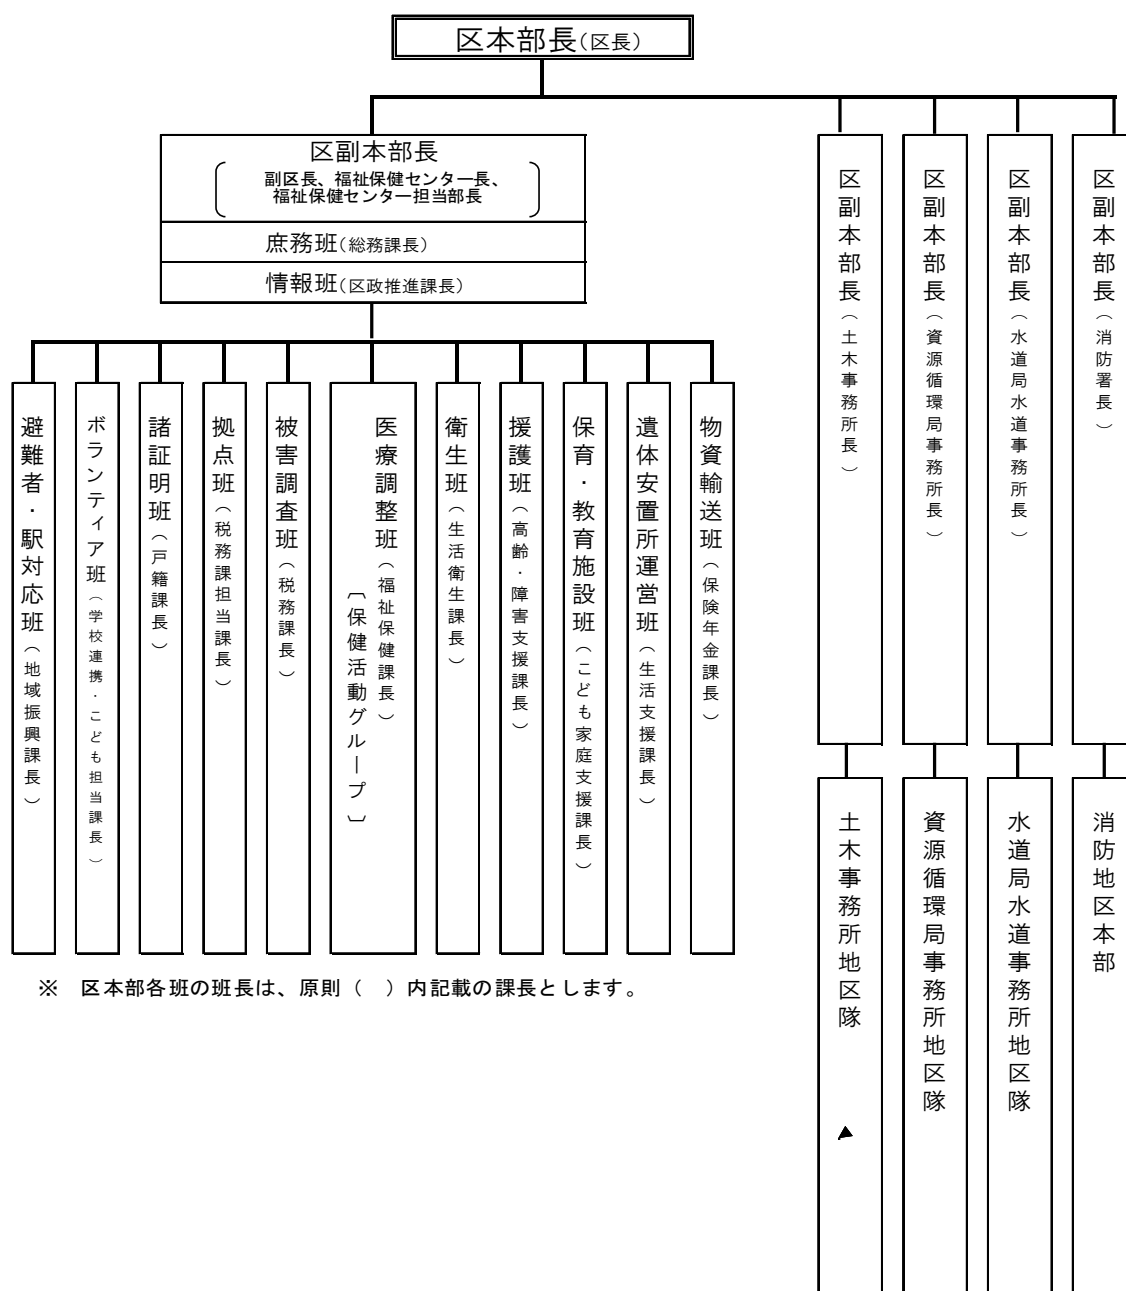 区本部長（区長）
区副本部長
副区長、福祉保健センター長、
福祉保健センター担当部長
庶務班（総務課長）
情報班（区政推進課長）
避難者・駅対応班（地域振興課長）
ボランティア班（学校連携・こども担当課長）
諸証明班（戸籍課長）
拠点班（税務課担当課長）
被害調査班（税務課長）
医療調整班（福祉保健課長）
〔保健活動グループ〕
衛生班（生活衛生課長）
援護班（高齢・障害支援課長）
保育・教育施設班（こども家庭支援課長）
遺体安置所運営班（生活支援課長）
物資輸送班（保険年金課長）
※　区本部各班の班長は、原則（　）内記載の課長とします。
区副本部長（土木事務所長）
区副本部長（資源循環局事務所長）
区副本部長（水道局水道事務所長）
区副本部長（消防署長）
土木事務所地区隊
資源循環局事務所地区隊
水道局水道事務所地区隊
消防地区本部